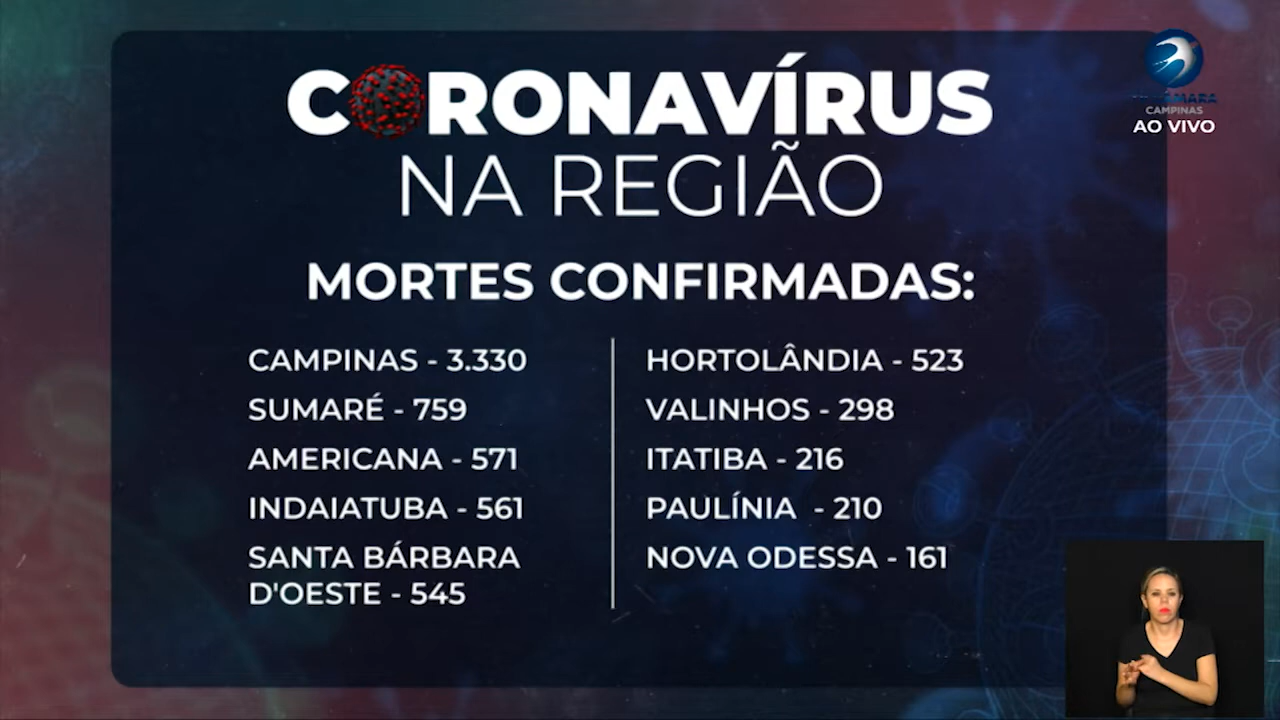 CORONAVÍRUS
NA REGIÃO
MORTES CONFIRMADAS:
CAMPINAS - 3.330
SUMARÉ - 759
AMERICANA - 571
INDAIATUBA - 561
SANTA BÁRBARA
D'OESTE - 545
HORTOLÂNDIA - 523
VALINHOS - 298
ITATIBA - 216
PAULÍNIA - 210
NOVA ODESSA - 161
CAMPINAS
AO VIVO